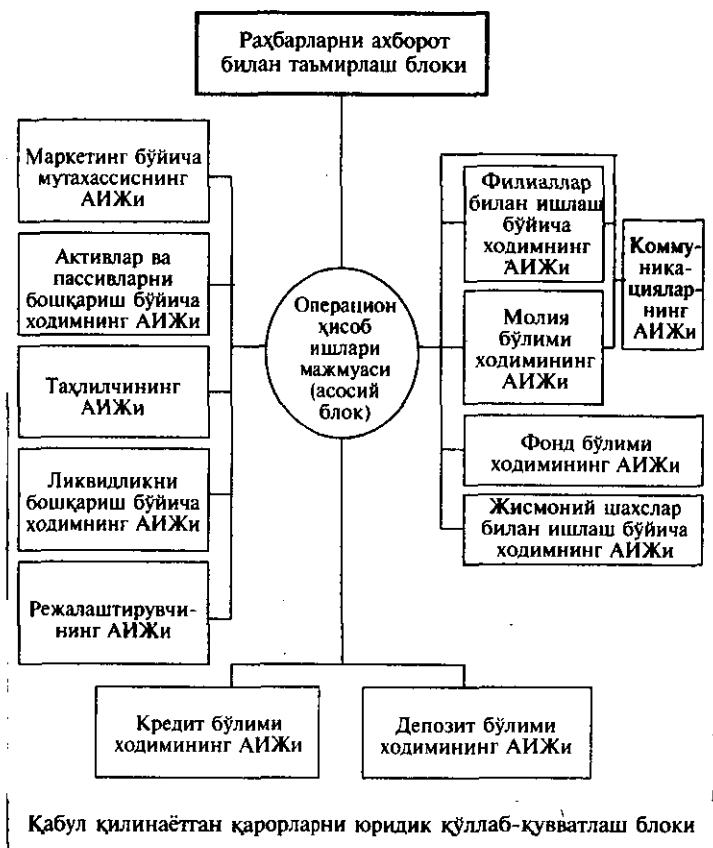 Раҳбарларни ахборот
билан таъмирлаш блоки
Маркетинг бўйича
мутахассиснинг
АИЖи
Активлар ва
пассивларни
бошқариш бўйича
ходимнинг АИЖи
Таҳлилчининг
АИЖи
Ликвидликни
бошқариш бўйича
ходимнинг АИЖи
Режалаштирувчи-
нинг АИЖи
Операцион
ҳисоб
ишлари
мажмуаси
(асосий
блок)
Филиаллар
билан ишлаш
бўйича
ходимнинг
АИЖи
Комму-
ника-
циялар-
нинг
АИЖи
Молия
бўлими
ходимининг
АИЖи
Фонд бўлими
ходимининг АИЖи
Жисмоний шахслар
билан ишлаш бўйича
ходимнинг АИЖи
Кредит бўлими
ходимининг АИЖи
Депозит бўлими
ходимининг АИЖи
Қабул қилинаётган қарорларни юридик қўллаб-қувватлаш блоки